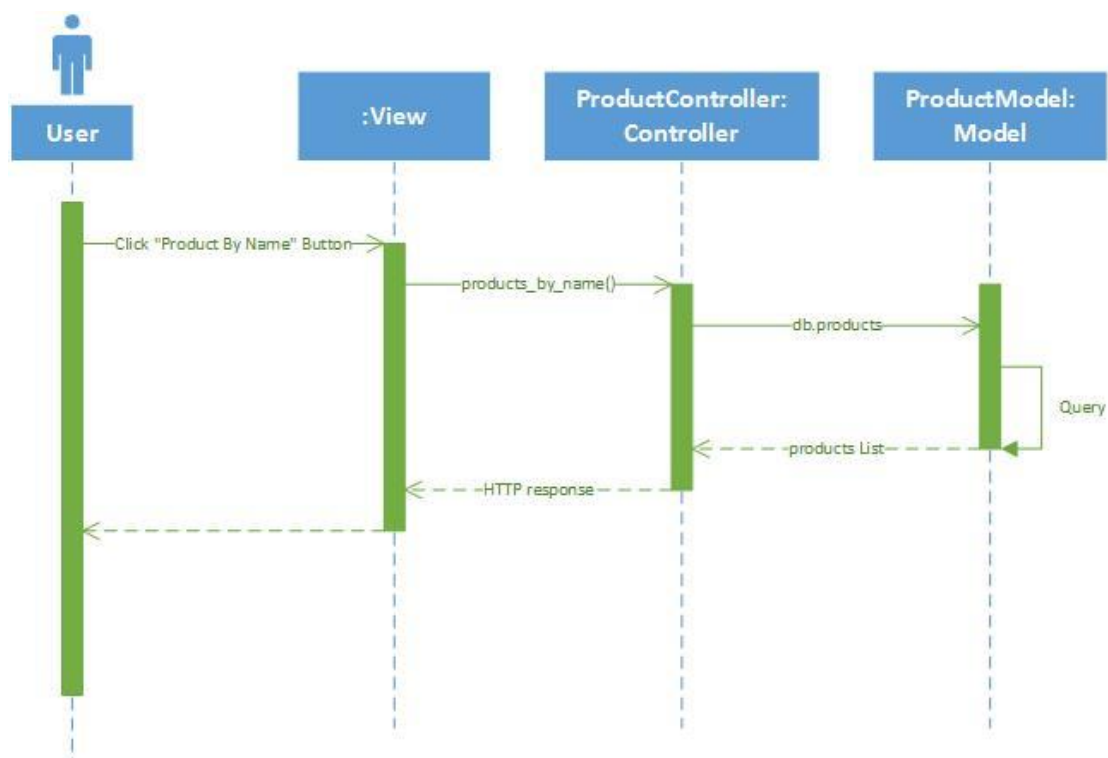 User
:View
ProductController:
Controller
ProductModel:
Model
Click "Product By Name" Button
products_by_name()
db.products
Query
products List
HTTP response